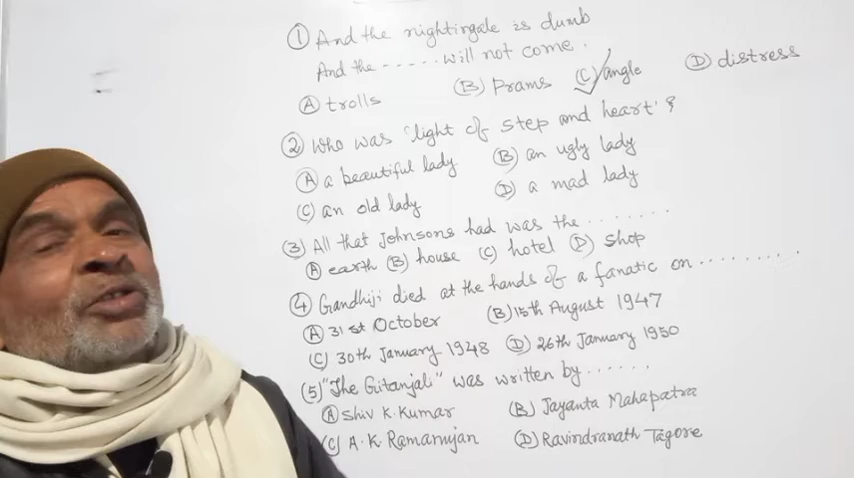 ① And the nightingale is dumb
And the ----- will not come.
Ⓐ trolls (B) Prams (C) angle Ⓓ distress
② Who was 'light of step and heart'?
Ⓐ a beautiful lady (B) an ugly lady
(C) an old lady Ⓓ a mad lady
(3) All that Johnsons had was the ........
Ⓐ earth (B) house (C) hotel Ⓓ shop
④ Gandhiji died at the hands of a fanatic on .........
Ⓐ 31st October (B) 15th August 1947
(C) 30th January 1948 Ⓓ 26th January 1950
(5) "The Gitanjali" was written by ......
Ⓐ Shiv K. Kumar (B) Jayanta Mahapatra
(C) A.K Ramanujan Ⓓ Ravindranath Tagore